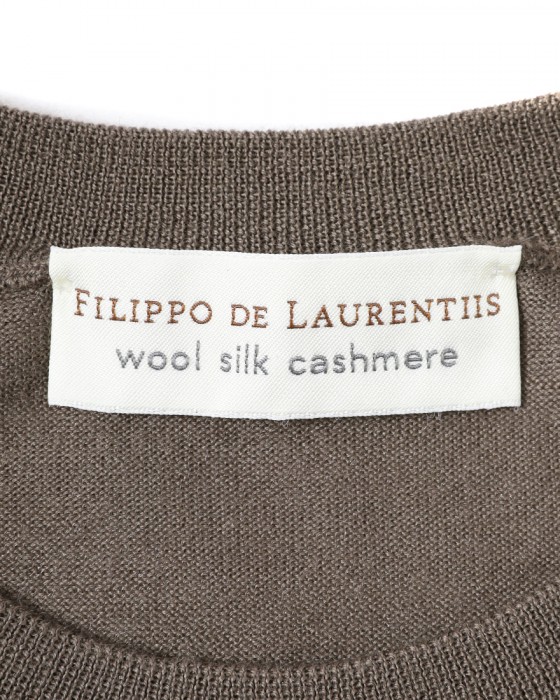 FILIPPO DE LAURENTIIS
wool silk cashmere